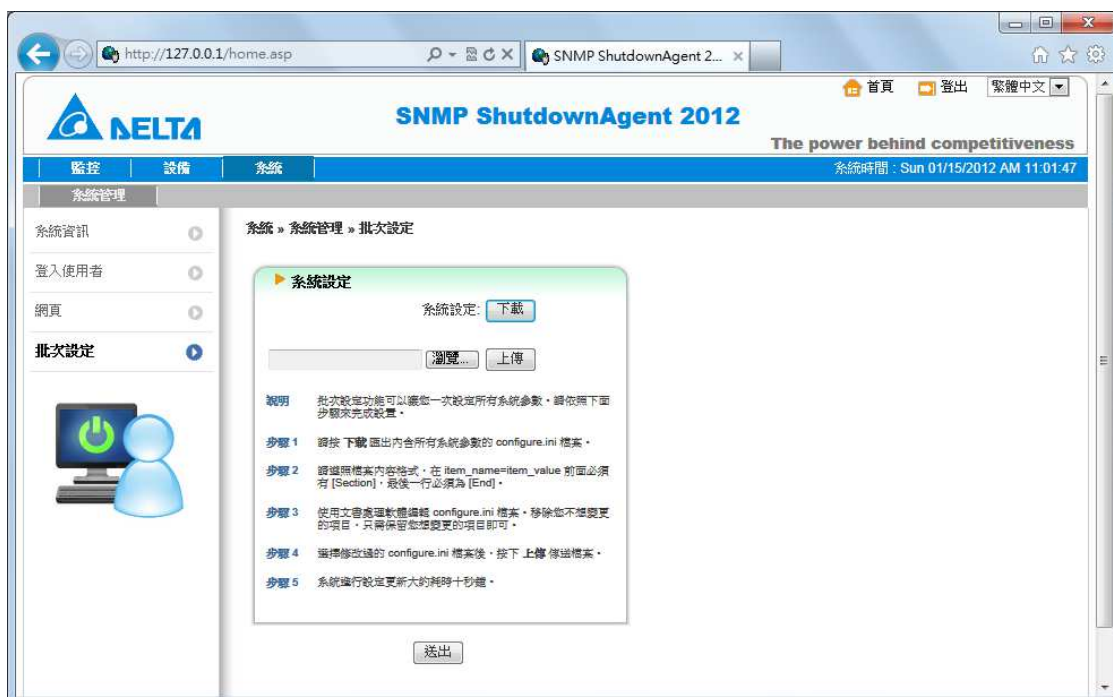 http://127.0.0.1/home.asp
SNMP ShutdownAgent 2...
首頁
登出
繁體中文
DELTA
SNMP ShutdownAgent 2012
The power behind competitiveness
監控
設備
系統
系統時間 : Sun 01/15/2012 AM 11:01:47
系統管理
系統資訊
登入使用者
網頁
批次設定
系統 » 系統管理 » 批次設定
系統設定
系統設定: 下載
瀏覽... 上傳
說明 批次設定功能可以讓您一次設定所有系統參數。請依照下面
步驟來完成設置。
步驟 1 請按 下載 匯出內含所有系統參數的 configure.ini 檔案。
步驟 2 請遵照檔案內容格式，在 item_name=item_value 前面必須
有 [Section]，最後一行必須為 [End]。
步驟 3 使用文書處理軟體編輯 configure.ini 檔案。移除您不想變更
的項目，只需保留您想變更的項目即可。
步驟 4 選擇修改過的 configure.ini 檔案後，按下 上傳 傳送檔案。
步驟 5 系統進行設定更新大約耗時十秒鐘。
送出